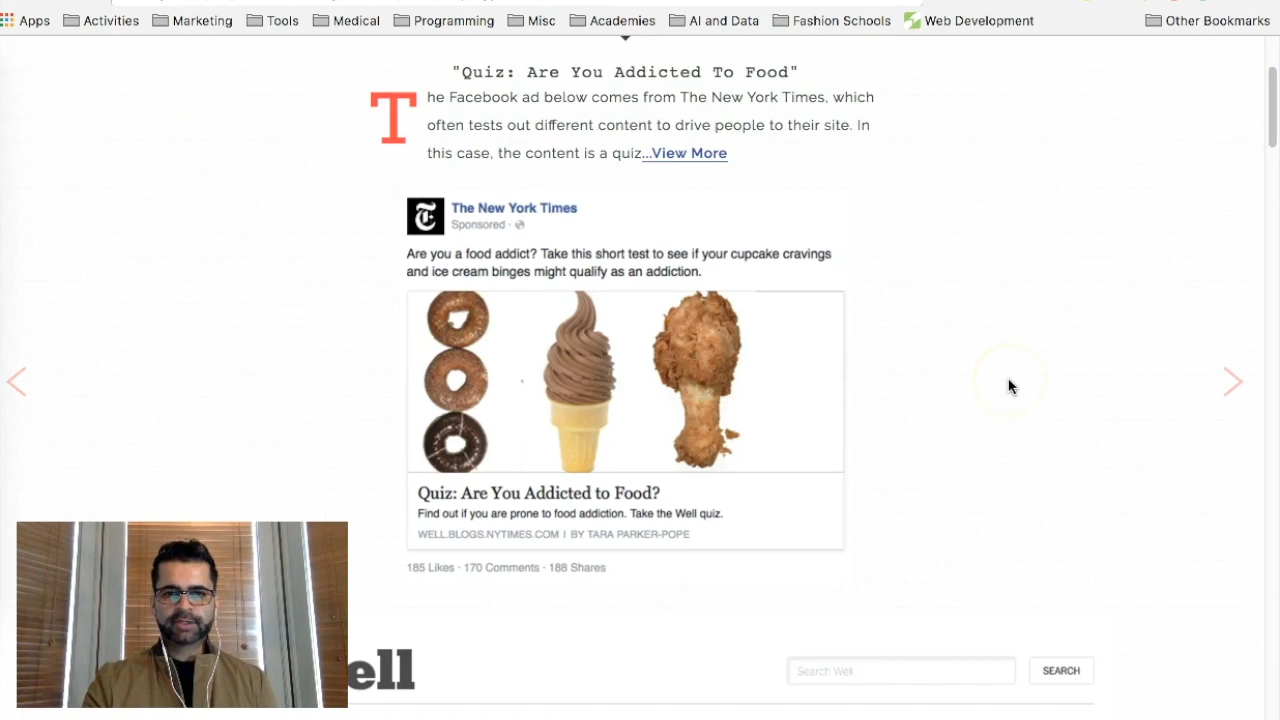 Apps Activities Marketing Tools Medical Programming Misc Academies AI and Data Fashion Schools Web Development Other Bookmarks
"Quiz: Are You Addicted To Food"
The Facebook ad below comes from The New York Times, which
often tests out different content to drive people to their site. In
this case, the content is a quiz...View More
The New York Times
Sponsored ·
Are you a food addict? Take this short test to see if your cupcake cravings
and ice cream binges might qualify as an addiction.
Quiz: Are You Addicted to Food?
Find out if you are prone to food addiction. Take the Well quiz.
WELL.BLOGS.NYTIMES.COM | BY TARA PARKER-POPE
185 Likes · 170 Comments · 188 Shares
ell
Search Well
SEARCH